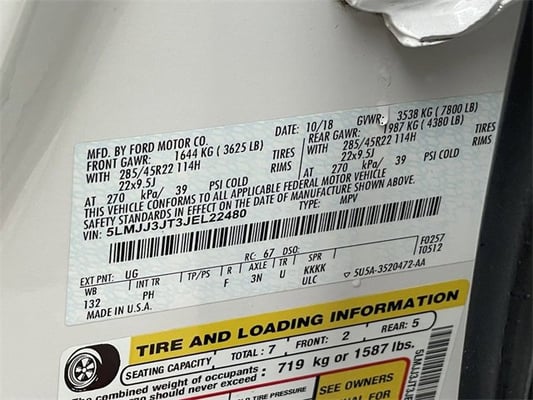 MFD. BY FORD MOTOR CO.
DATE: 10/18 GVWR: 3538 KG ( 7800 LB)
FRONT GAWR: 1644 KG ( 3625 LB)
REAR GAWR: 1987 KG ( 4380 LB)
WITH 285/45R22 114H TIRES
WITH 285/45R22 114H TIRES
22x9.5J RIMS
22x9.5J RIMS
AT 270 kPa/ 39 PSI COLD
AT 270 kPa/ 39 PSI COLD
THIS VEHICLE CONFORMS TO ALL APPLICABLE FEDERAL MOTOR VEHICLE
SAFETY STANDARDS IN EFFECT ON THE DATE OF MANUFACTURE SHOWN ABOVE.
VIN: 5LMJJ3JT3JEL22480
TYPE: MPV
F0257
T0512
EXT PNT: UG RC: 67 DSO:
WB INT TR TP/PS R AXLE TR SPR
132 PH F 3N U KKKK
ULC
5U5A-3520472-AA
MADE IN U.S.A.
TIRE AND LOADING INFORMATION
SEATING CAPACITY TOTAL: 7 FRONT: 2 REAR: 5
The combined weight of occupants
should never exceed: 719 kg or 1587 lbs.
TIRE PRESSURE
SEE OWNERS
MANUAL FOR